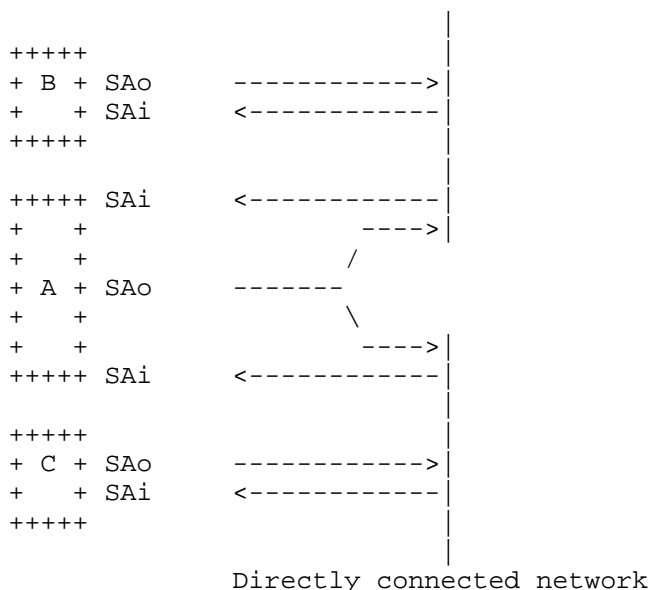 |
+++++                                  |
+ B + SAo     ------------>|
+   + SAi     <------------|
+++++                                  |
                                       |
+++++ SAi     <------------|
+   +                 ---->|
+   +                /
+ A + SAo     -------
+   +                \
+   +                 ---->|
+++++ SAi     <------------|
                                       |
+++++                                  |
+ C + SAo     ------------>|
+   + SAi     <------------|
+++++                                  |
                                       |
              Directly connected network